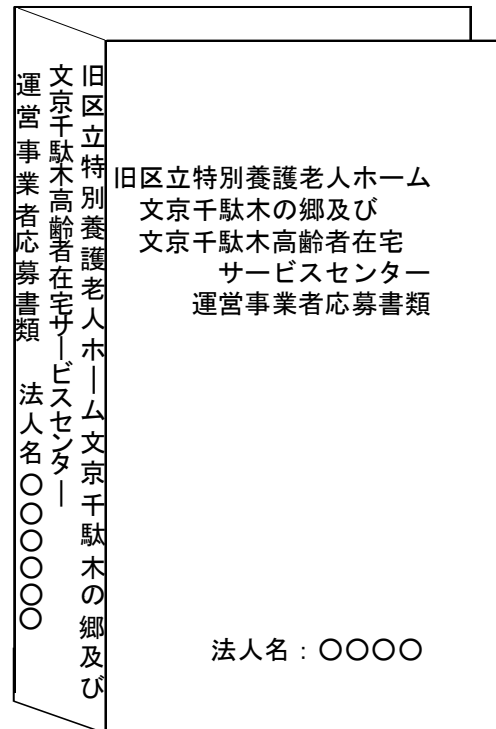 旧区立特別養護老人ホーム文京千駄木の郷及び
文京千駄木高齢者在宅サービスセンター
運営事業者応募書類　法人名〇〇〇〇〇〇
旧区立特別養護老人ホーム
文京千駄木の郷及び
文京千駄木高齢者在宅
サービスセンター
運営事業者応募書類
法人名：〇〇〇〇